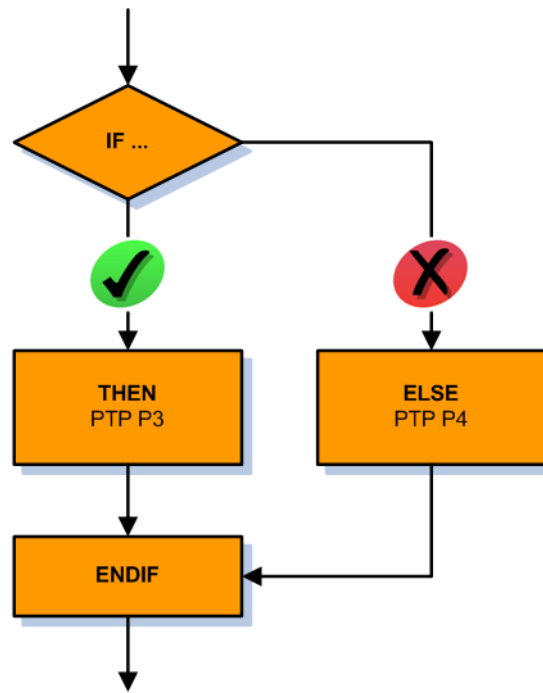 IF ...
THEN
PTP P3
ELSE
PTP P4
ENDIF